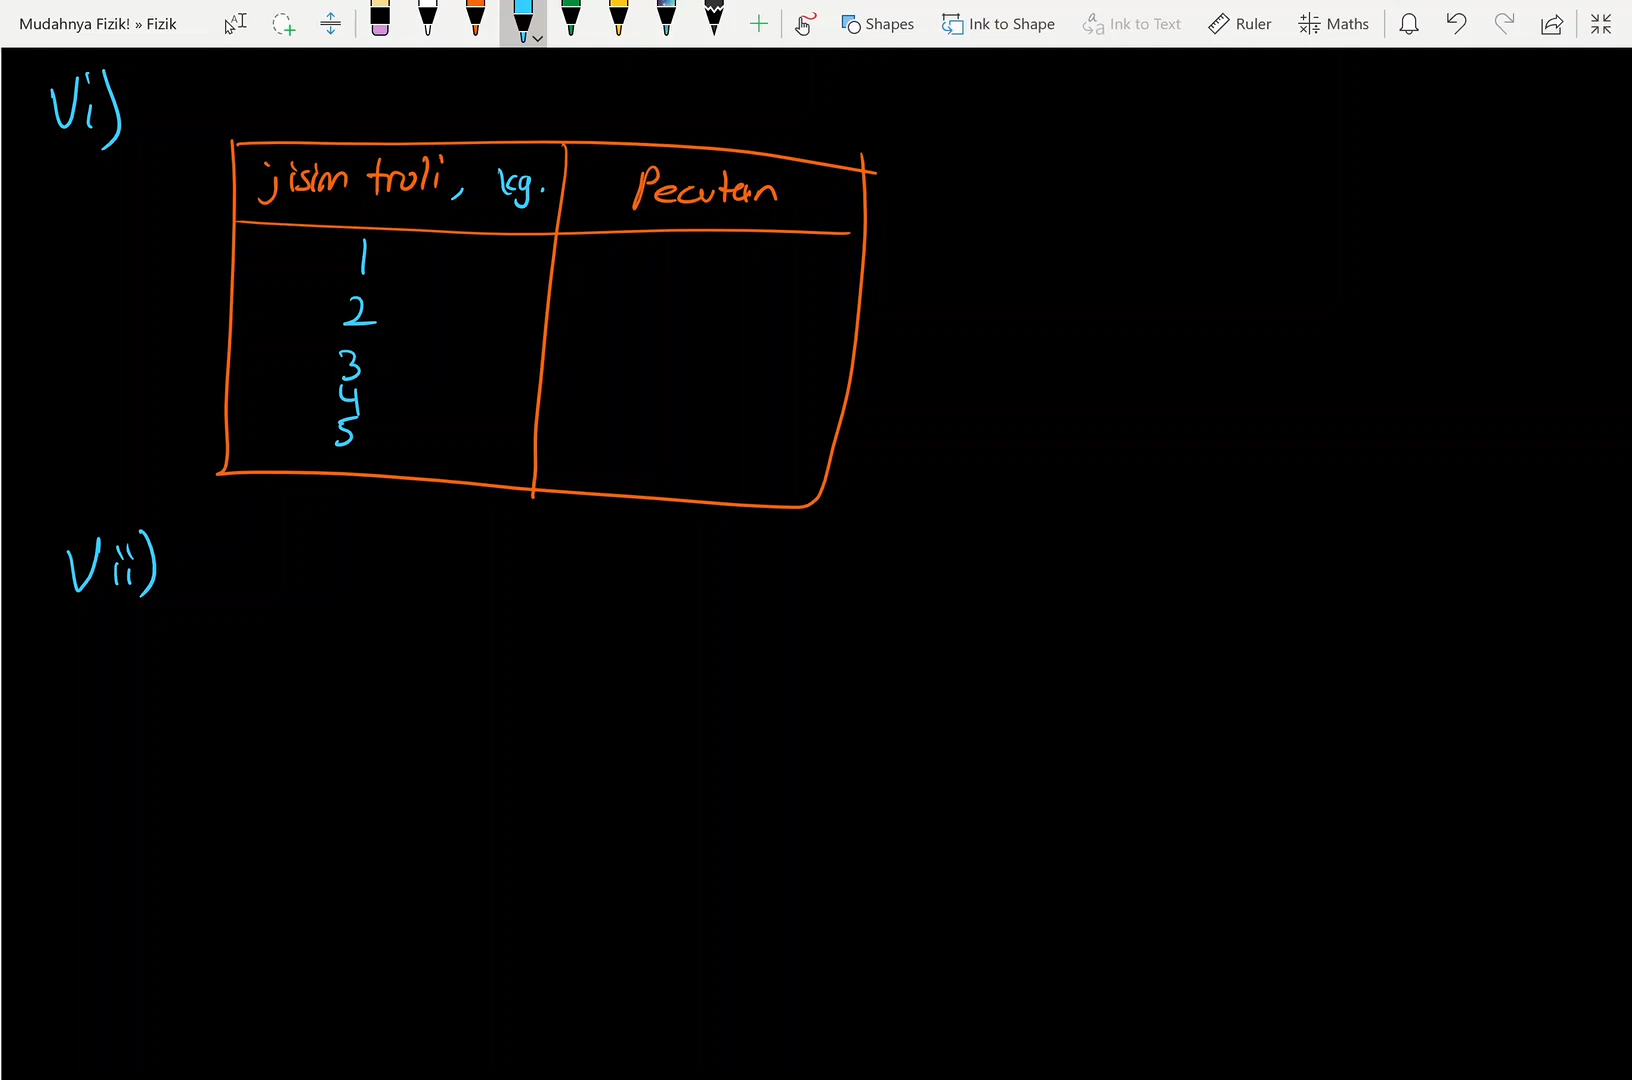 Mudahnya Fizik! » Fizik
Shapes
Ink to Shape
Ink to Text
Ruler
Maths
Vi)
jisim troli, kg.
Pecutan
1
2
3
4
5
Vii)